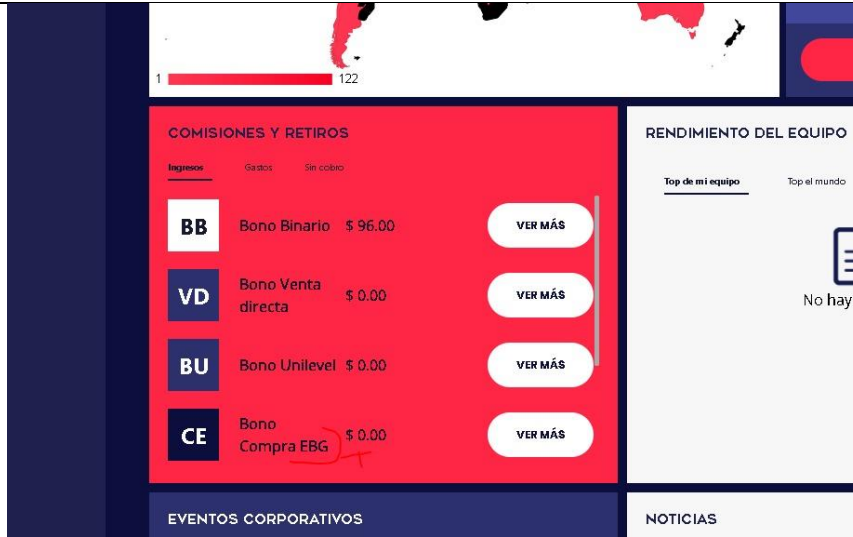 1 122
COMISIONES Y RETIROS
Ingresos Gastos Sin cobro
BB Bono Binario $ 96.00 VER MÁS
VD Bono Venta
directa $ 0.00 VER MÁS
BU Bono Unilevel $ 0.00 VER MÁS
CE Bono
Compra EBG $ 0.00 VER MÁS
RENDIMIENTO DEL EQUIPO
Top de mi equipo Top el mundo
No hay
EVENTOS CORPORATIVOS
NOTICIAS